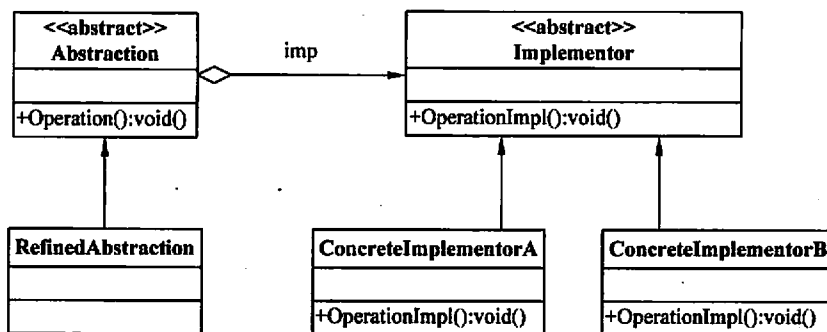 <<abstract>>
Abstraction
+Operation():void()
imp
<<abstract>>
Implementor
+OperationImpl():void()
RefinedAbstraction
ConcreteImplementorA
+OperationImpl():void()
ConcreteImplementorB
+OperationImpl():void()